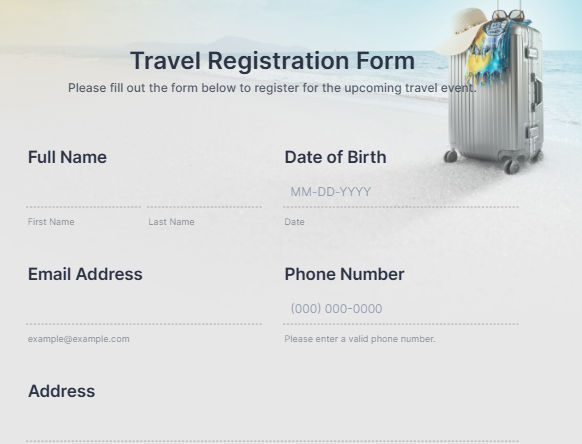 Travel Registration Form
Please fill out the form below to register for the upcoming travel event.
Full Name
First Name
Last Name
Date of Birth
MM-DD-YYYY
Date
Email Address
example@example.com
Phone Number
(000) 000-0000
Please enter a valid phone number.
Address